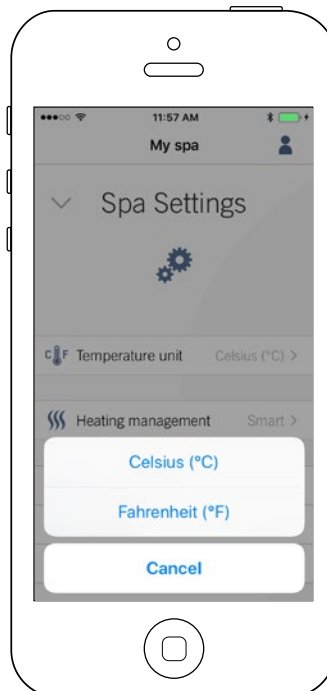 11:57 AM
My spa
Spa Settings
C F Temperature unit Celsius (°C) >
Heating management Smart >
Celsius (°C)
Fahrenheit (°F)
Cancel